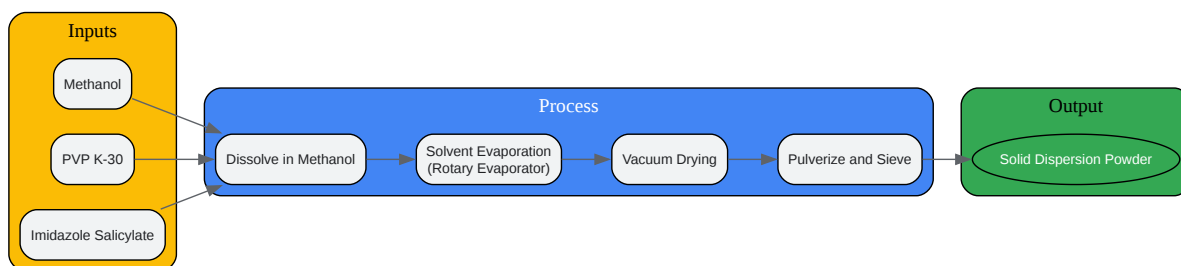 Inputs
Methanol
PVP K-30
Imidazole Salicylate
Process
Dissolve in Methanol
Solvent Evaporation
(Rotary Evaporator)
Vacuum Drying
Pulverize and Sieve
Output
Solid Dispersion Powder